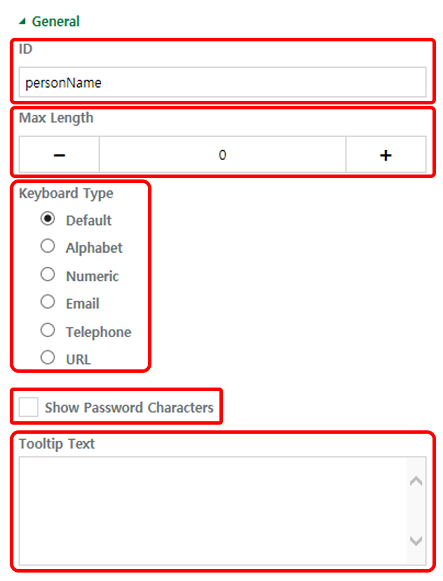 General
ID
personName
Max Length
− 0 +
Keyboard Type
Default
Alphabet
Numeric
Email
Telephone
URL
Show Password Characters
Tooltip Text